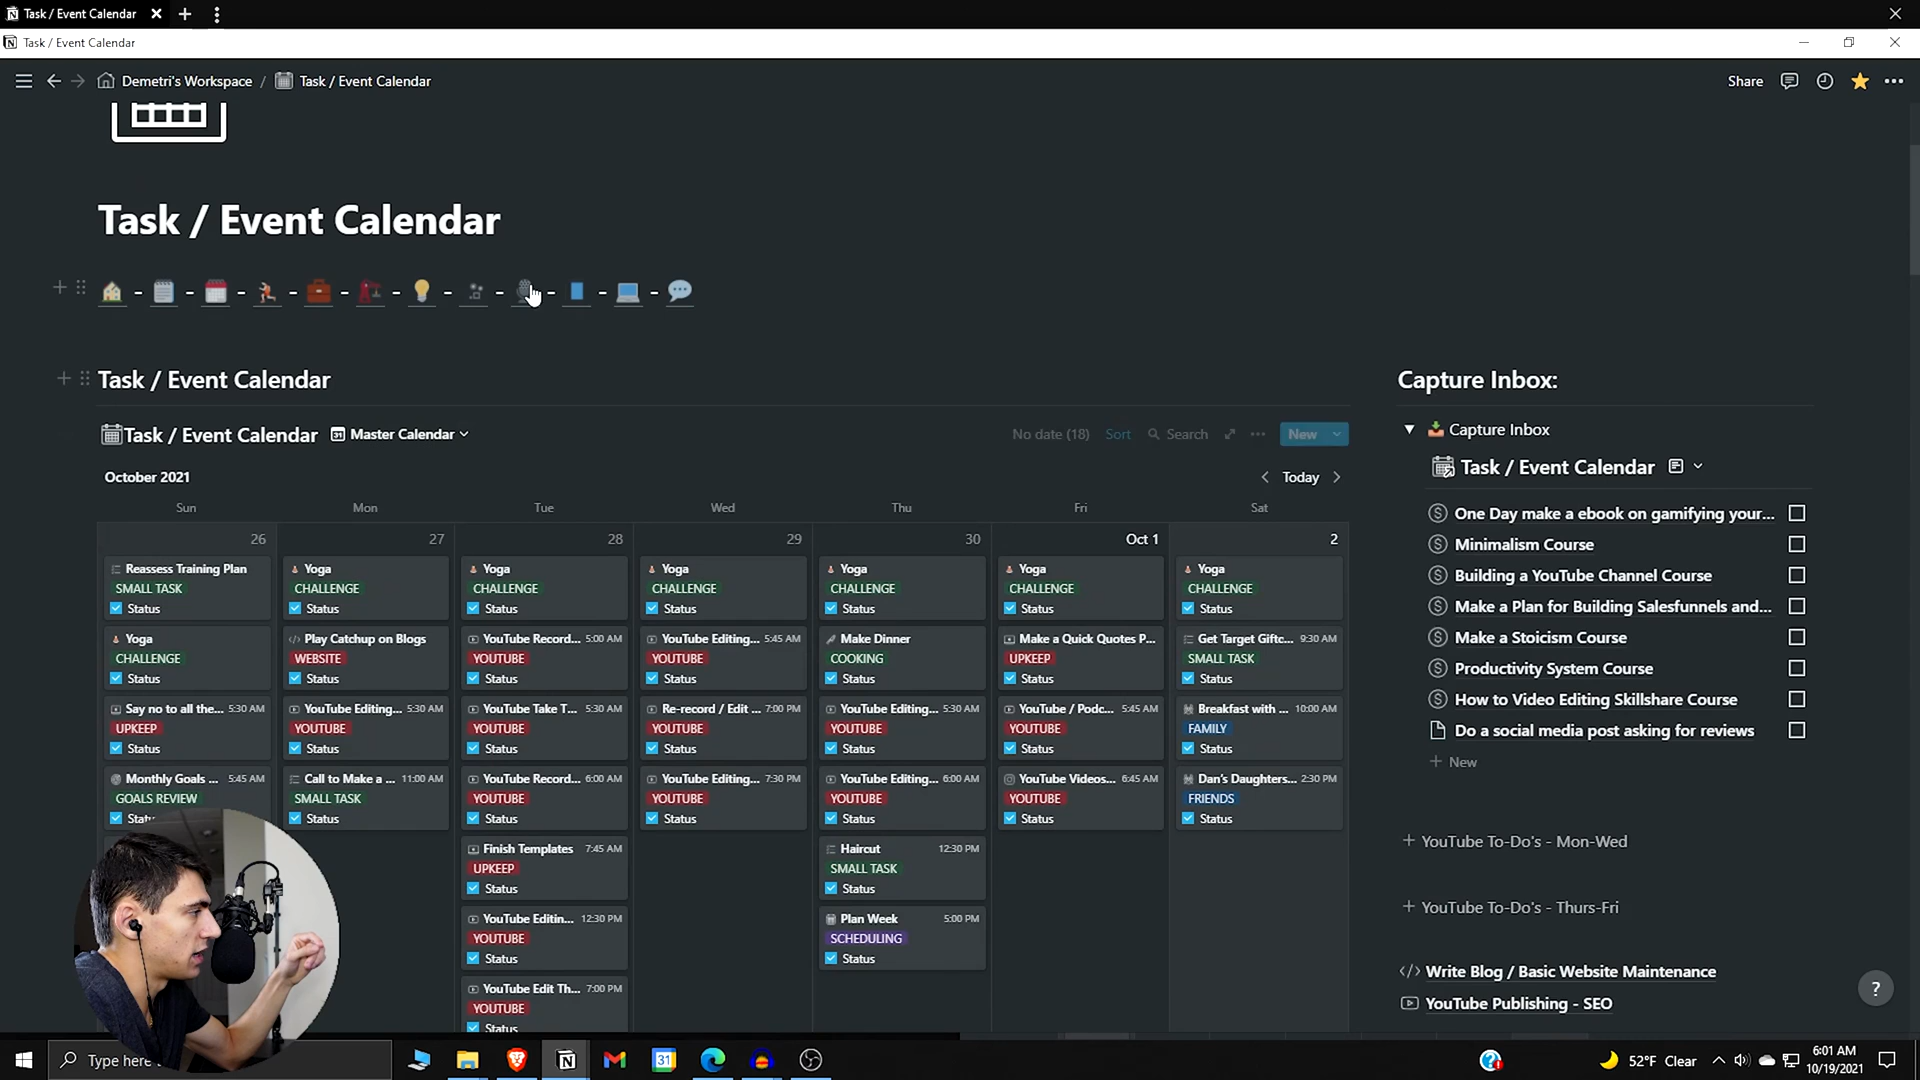 Task / Event Calendar
Task / Event Calendar
Demetri's Workspace / Task / Event Calendar
Share
Task / Event Calendar
- - - - - - - - - - -
Task / Event Calendar
Task / Event Calendar Master Calendar
No date (18) Sort Search New
October 2021
Today
Sun Mon Tue Wed Thu Fri Sat
26 27 28 29 30 Oct 1 2
Reassess Training Plan
SMALL TASK
Status
Yoga
CHALLENGE
Status
Say no to all the... 5:30 AM
UPKEEP
Status
Monthly Goals ... 5:45 AM
GOALS REVIEW
Yoga
CHALLENGE
Status
Play Catchup on Blogs
WEBSITE
Status
YouTube Editing... 5:30 AM
YOUTUBE
Status
Call to Make a ... 11:00 AM
SMALL TASK
Status
Yoga
CHALLENGE
Status
YouTube Record... 5:00 AM
YOUTUBE
Status
YouTube Take T... 5:30 AM
YOUTUBE
Status
YouTube Record... 6:00 AM
YOUTUBE
Status
Finish Templates 7:45 AM
UPKEEP
Status
YouTube Editin... 12:30 PM
YOUTUBE
Status
YouTube Edit Th... 7:00 PM
YOUTUBE
Status
Yoga
CHALLENGE
Status
YouTube Editing... 5:45 AM
YOUTUBE
Status
Re-record / Edit ... 7:00 PM
YOUTUBE
Status
YouTube Editing... 7:30 PM
YOUTUBE
Status
Yoga
CHALLENGE
Status
Make Dinner
COOKING
Status
YouTube Editing... 5:30 AM
YOUTUBE
Status
YouTube Editing... 6:00 AM
YOUTUBE
Status
Haircut 12:30 PM
SMALL TASK
Status
Plan Week 5:00 PM
SCHEDULING
Status
Yoga
CHALLENGE
Status
Make a Quick Quotes P...
UPKEEP
Status
YouTube / Podc... 5:45 AM
YOUTUBE
Status
YouTube Videos... 6:45 AM
YOUTUBE
Status
Yoga
CHALLENGE
Status
Get Target Giftc... 9:30 AM
SMALL TASK
Status
Breakfast with ... 10:00 AM
FAMILY
Status
Dan's Daughters... 2:30 PM
FRIENDS
Status
Capture Inbox:
Capture Inbox
Task / Event Calendar
One Day make a ebook on gamifying your...
Minimalism Course
Building a YouTube Channel Course
Make a Plan for Building Salesfunnels and...
Make a Stoicism Course
Productivity System Course
How to Video Editing Skillshare Course
Do a social media post asking for reviews
+ New
+ YouTube To-Do's - Mon-Wed
+ YouTube To-Do's - Thurs-Fri
</> Write Blog / Basic Website Maintenance
YouTube Publishing - SEO
?
Type here
31
52°F Clear
6:01 AM
10/19/2021